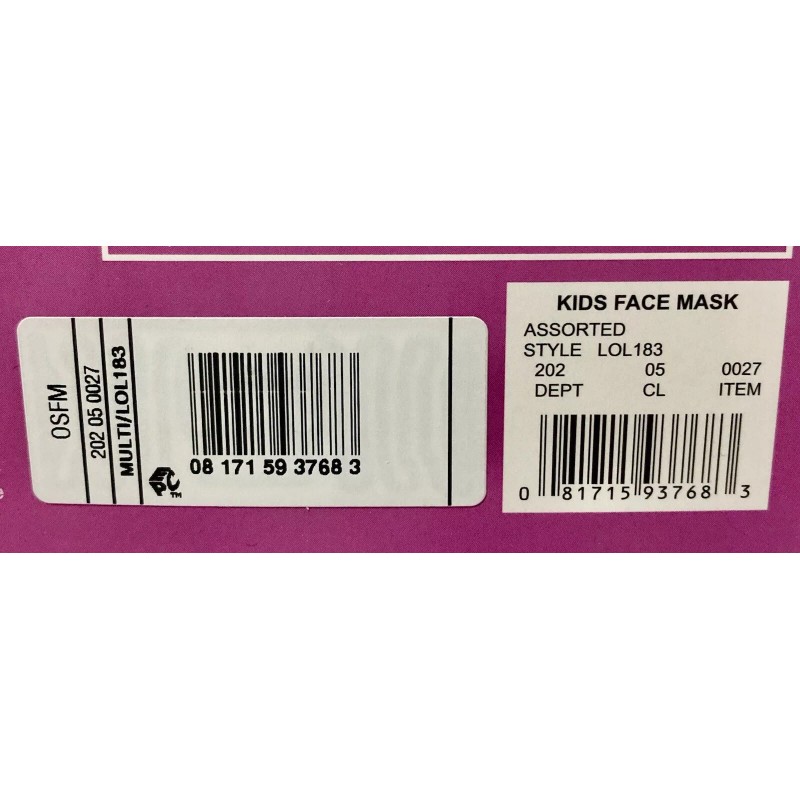 OSFM
202 05 0027
MULTI/LOL183
PC™
08 171 59 3768 3
KIDS FACE MASK
ASSORTED
STYLE LOL183
202 05 0027
DEPT CL ITEM
0 81715 93768 3
e